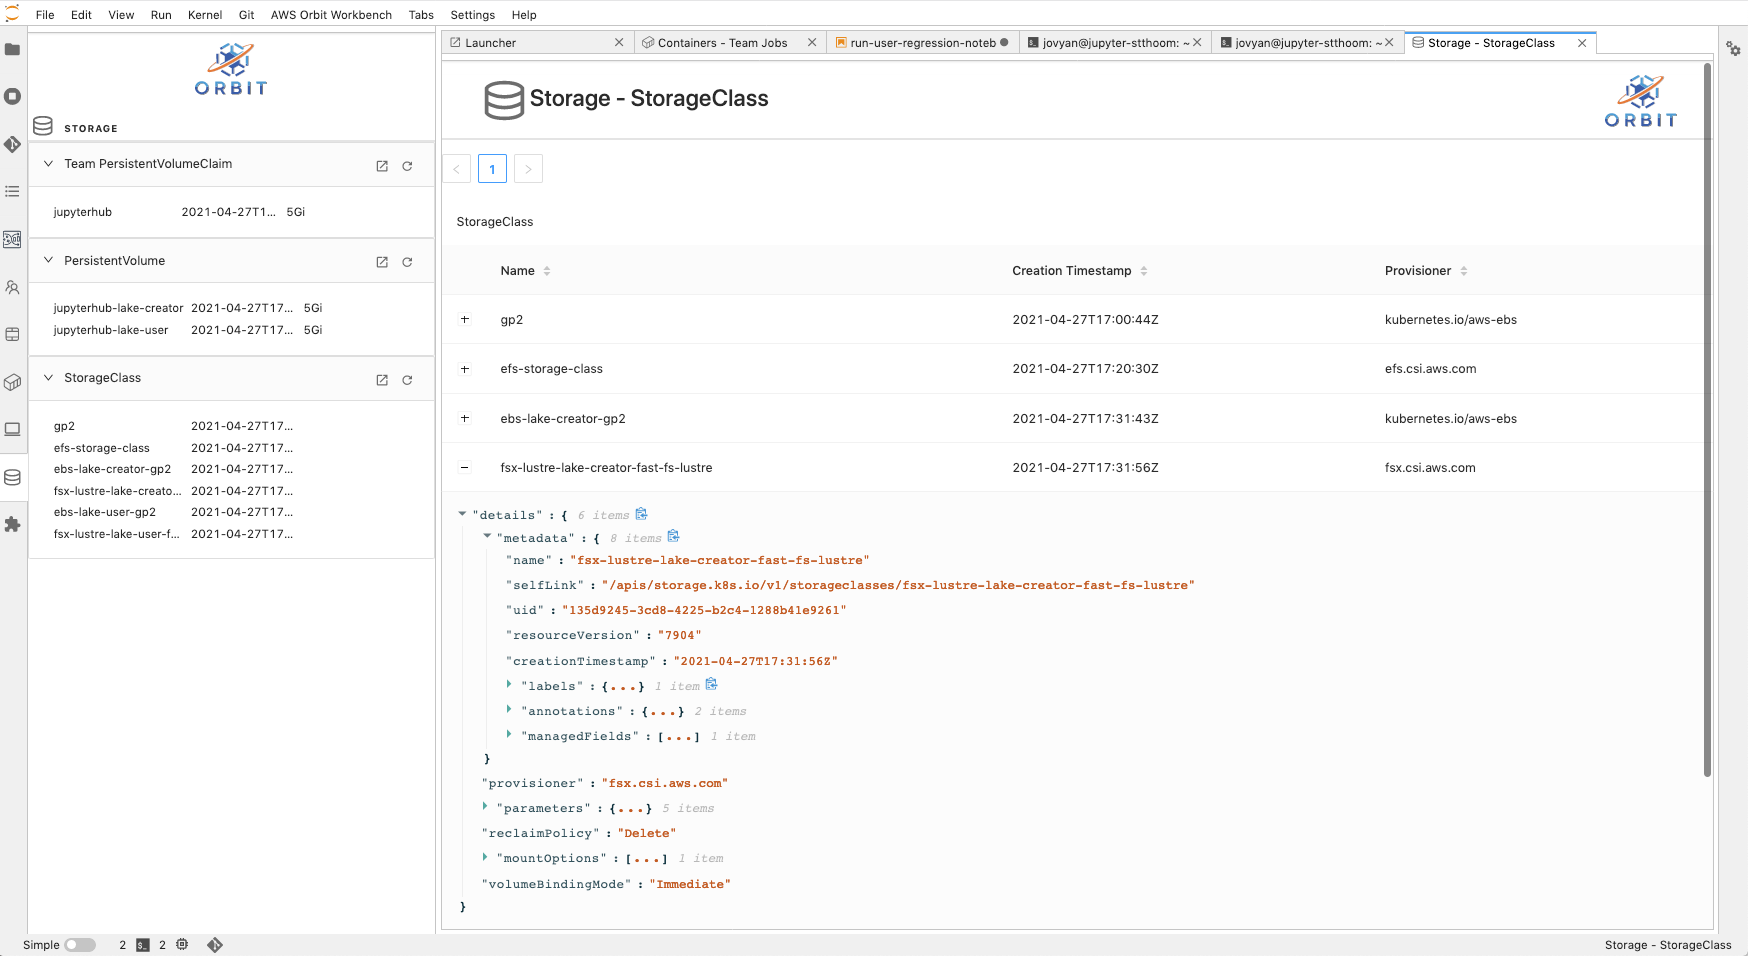 File Edit View Run Kernel Git AWS Orbit Workbench Tabs Settings Help
ORBIT
STORAGE
Team PersistentVolumeClaim
jupyterhub 2021-04-27T1... 5Gi
PersistentVolume
jupyterhub-lake-creator 2021-04-27T17... 5Gi
jupyterhub-lake-user 2021-04-27T17... 5Gi
StorageClass
gp2 2021-04-27T17...
efs-storage-class 2021-04-27T17...
ebs-lake-creator-gp2 2021-04-27T17...
fsx-lustre-lake-creato... 2021-04-27T17...
ebs-lake-user-gp2 2021-04-27T17...
fsx-lustre-lake-user-f... 2021-04-27T17...
Launcher Containers - Team Jobs run-user-regression-noteb jovyan@jupyter-stthoom: ~ jovyan@jupyter-stthoom: ~ Storage - StorageClass
Storage - StorageClass
ORBIT
< 1 >
StorageClass
Name Creation Timestamp Provisioner
+ gp2 2021-04-27T17:00:44Z kubernetes.io/aws-ebs
+ efs-storage-class 2021-04-27T17:20:30Z efs.csi.aws.com
+ ebs-lake-creator-gp2 2021-04-27T17:31:43Z kubernetes.io/aws-ebs
− fsx-lustre-lake-creator-fast-fs-lustre 2021-04-27T17:31:56Z fsx.csi.aws.com
"details" : { 6 items
"metadata" : { 8 items
"name" : "fsx-lustre-lake-creator-fast-fs-lustre"
"selfLink" : "/apis/storage.k8s.io/v1/storageclasses/fsx-lustre-lake-creator-fast-fs-lustre"
"uid" : "135d9245-3cd8-4225-b2c4-1288b41e9261"
"resourceVersion" : "7904"
"creationTimestamp" : "2021-04-27T17:31:56Z"
"labels" : {...} 1 item
"annotations" : {...} 2 items
"managedFields" : [...] 1 item
}
"provisioner" : "fsx.csi.aws.com"
"parameters" : {...} 5 items
"reclaimPolicy" : "Delete"
"mountOptions" : [...] 1 item
"volumeBindingMode" : "Immediate"
}
Simple 2 $_ 2 Storage - StorageClass